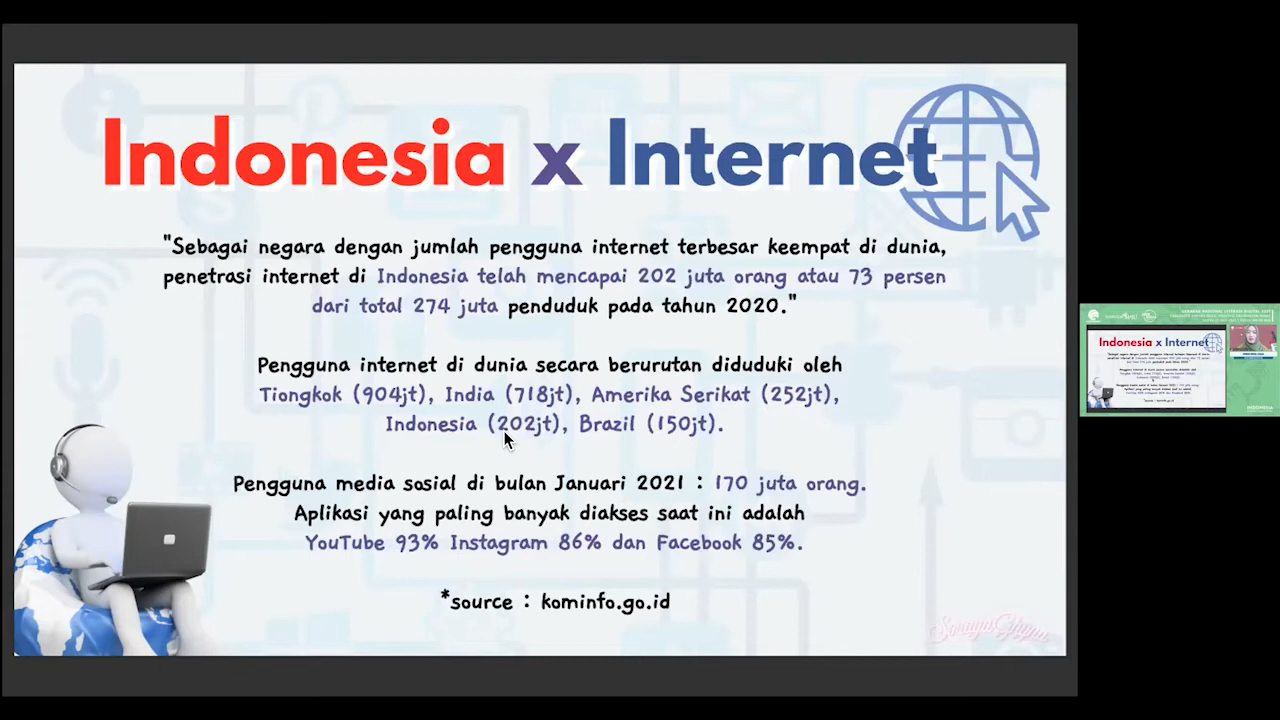 Indonesia x Internet
"Sebagai negara dengan jumlah pengguna internet terbesar keempat di dunia,
penetrasi internet di Indonesia telah mencapai 202 juta orang atau 73 persen
dari total 274 juta penduduk pada tahun 2020."
Pengguna internet di dunia secara berurutan diduduki oleh
Tiongkok (904jt), India (718jt), Amerika Serikat (252jt),
Indonesia (202jt), Brazil (150jt).
Pengguna media sosial di bulan Januari 2021 : 170 juta orang.
Aplikasi yang paling banyak diakses saat ini adalah
YouTube 93% Instagram 86% dan Facebook 85%.
*source : kominfo.go.id
Indonesia x Internet